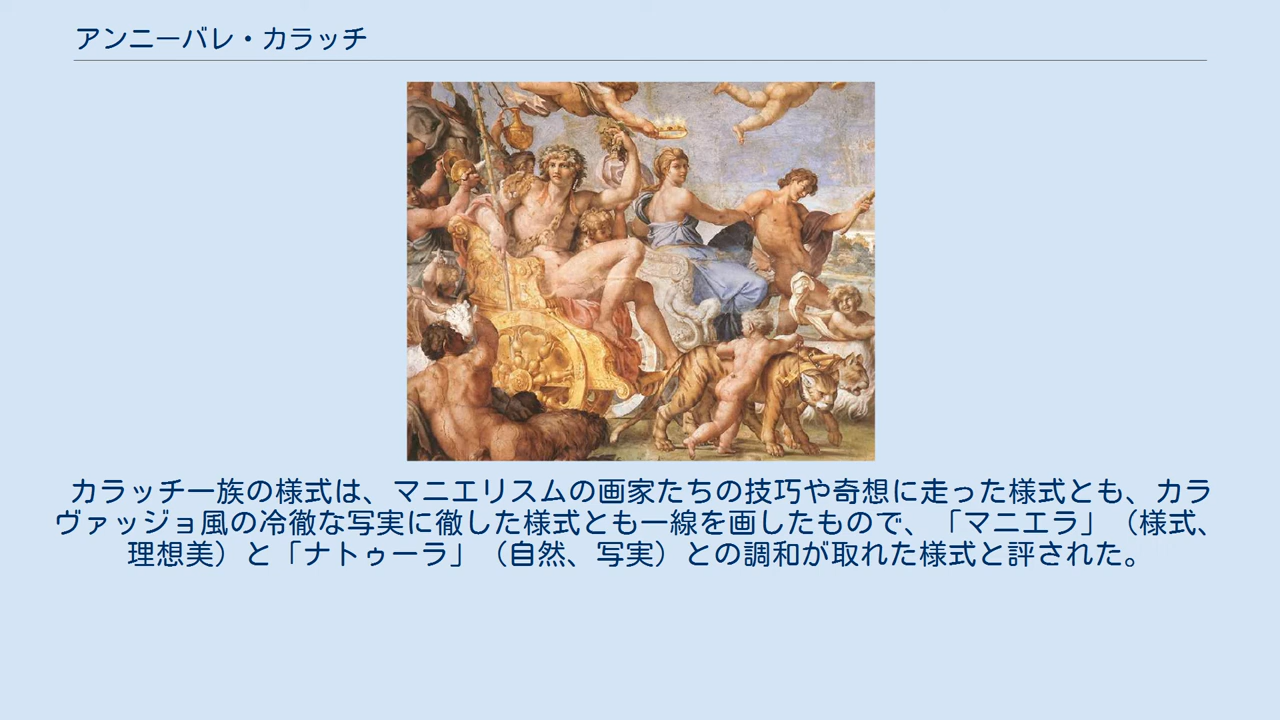 アンニーバレ・カラッチ
カラッチ一族の様式は、マニエリスムの画家たちの技巧や奇想に走った様式とも、カラ
ヴァッジョ風の冷徹な写実に徹した様式とも一線を画したもので、「マニエラ」（様式、
理想美）と「ナトゥーラ」（自然、写実）との調和が取れた様式と評された。